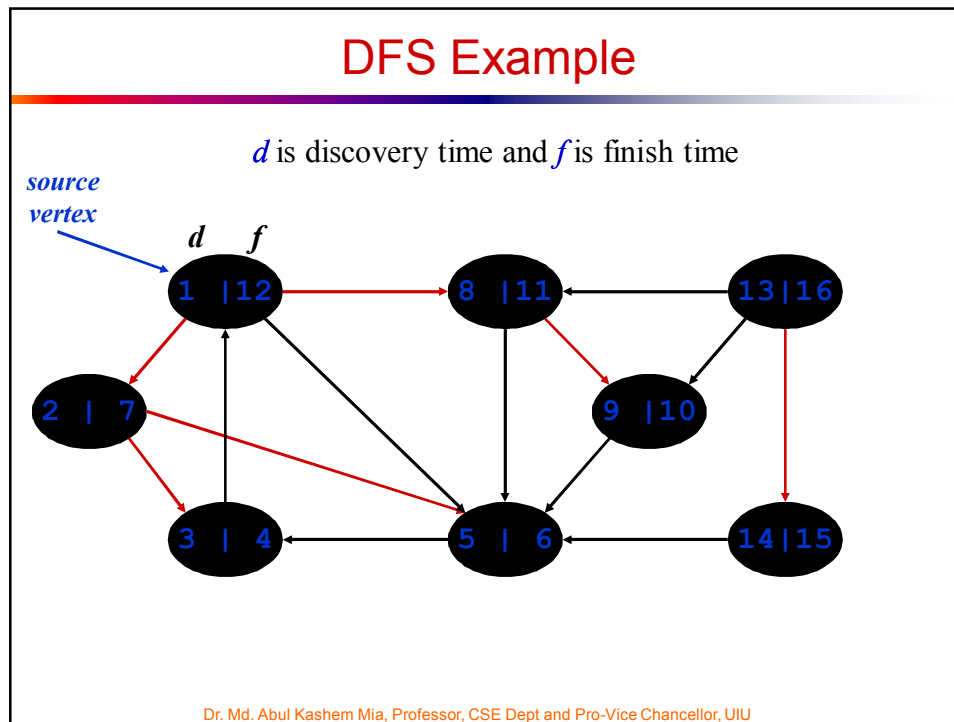 DFS Example
d is discovery time and f is finish time
source
vertex
d f
1 |12
8 |11
13|16
2 | 7
9 |10
3 | 4
5 | 6
14|15
Dr. Md. Abul Kashem Mia, Professor, CSE Dept and Pro-Vice Chancellor, UIU